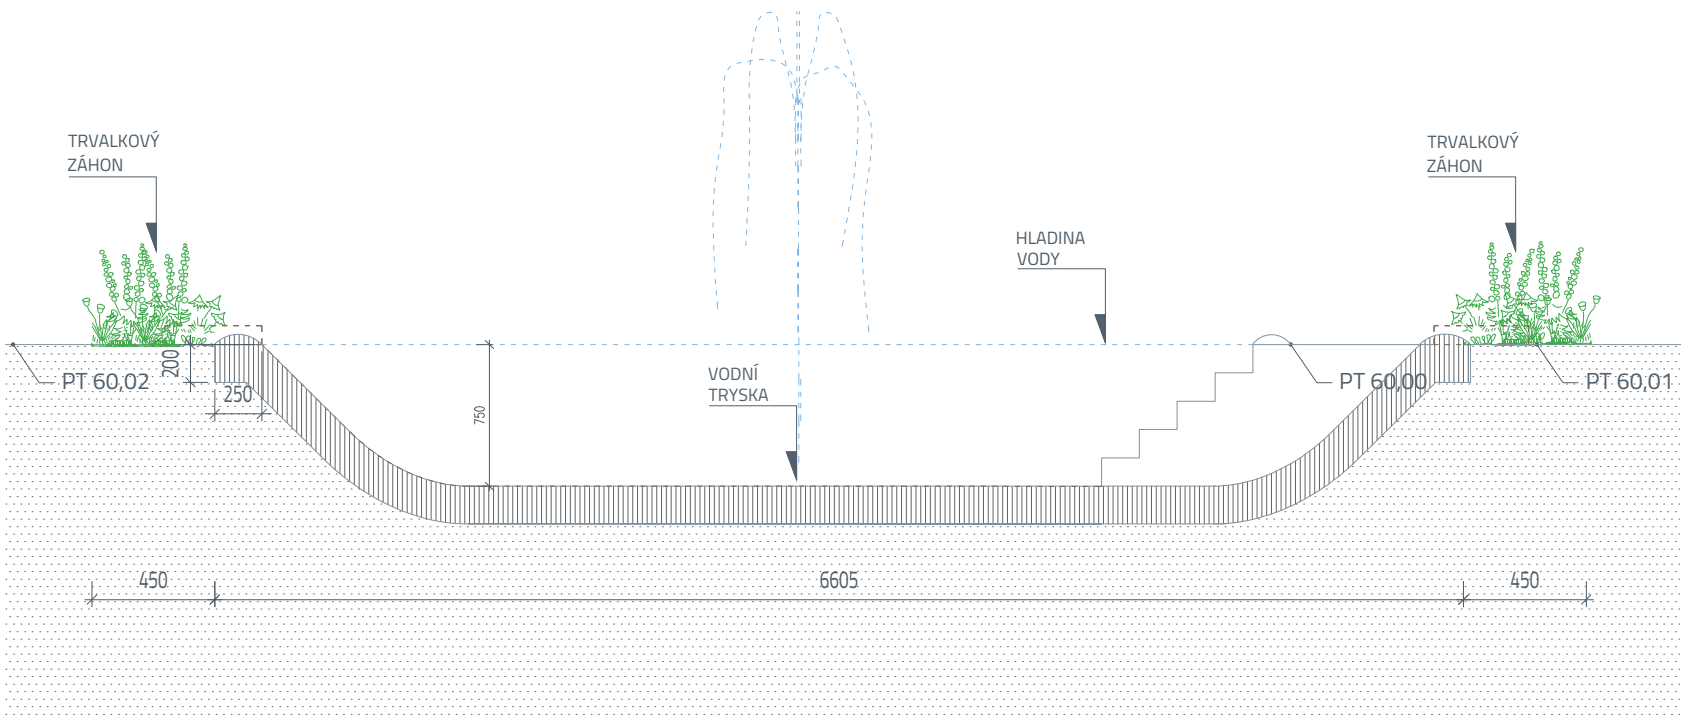 TRVALKOVÝ
ZÁHON
TRVALKOVÝ
ZÁHON
HLADINA
VODY
PT 60,02
200
250
750
VODNÍ
TRYSKA
PT 60,00
PT 60,01
450
6605
450